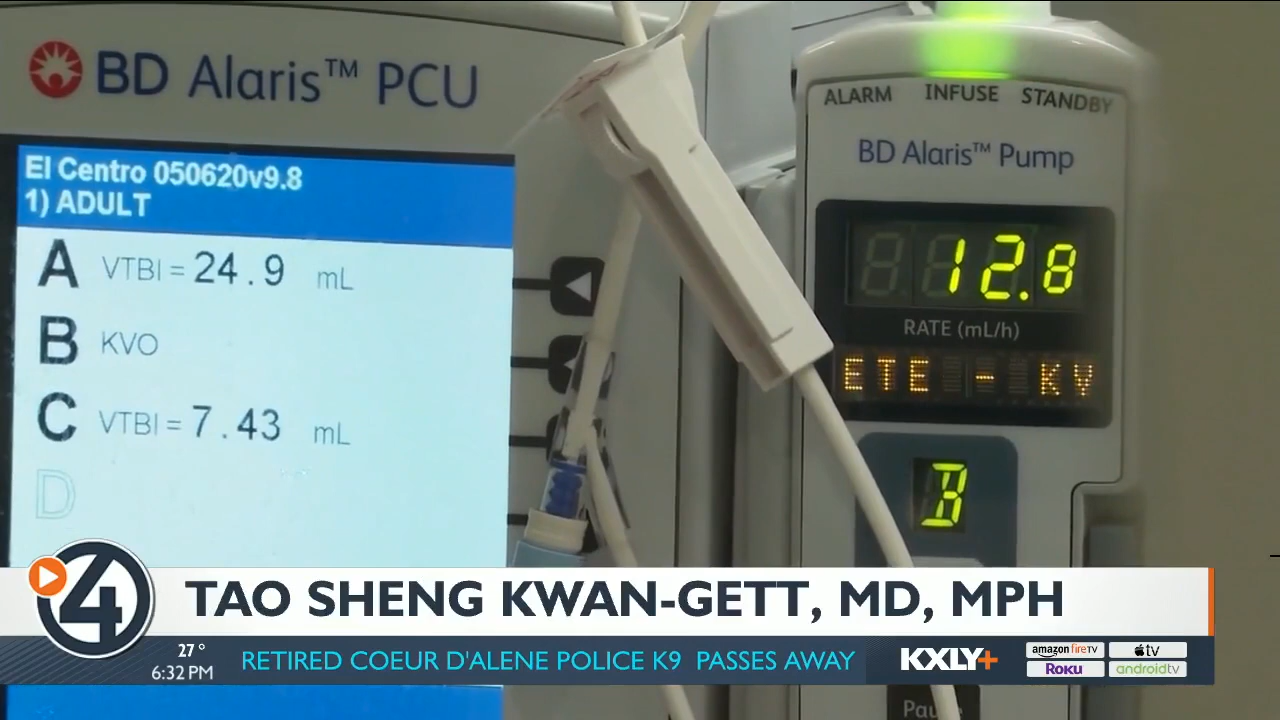 BD Alaris™ PCU
El Centro 050620v9.8
1) ADULT
A VTBI = 24.9 mL
B KVO
C VTBI = 7.43 mL
D
ALARM INFUSE STANDBY
BD Alaris™ Pump
12.8
RATE (mL/h)
ETE - KV
B
4
TAO SHENG KWAN-GETT, MD, MPH
27°
6:32 PM
RETIRED COEUR D'ALENE POLICE K9 PASSES AWAY
KXLY+
amazon fireTV
tv
ROKU
androidtv